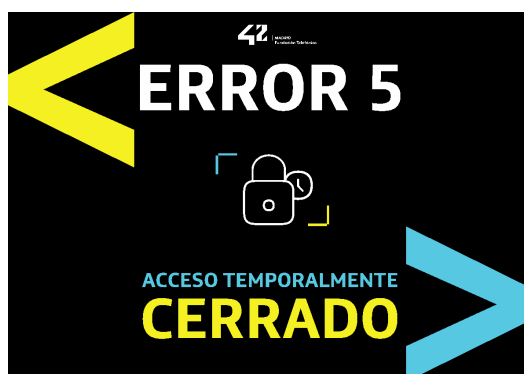 42
MADRID
Fundación Telefónica
ERROR 5
ACCESO TEMPORALMENTE
CERRADO